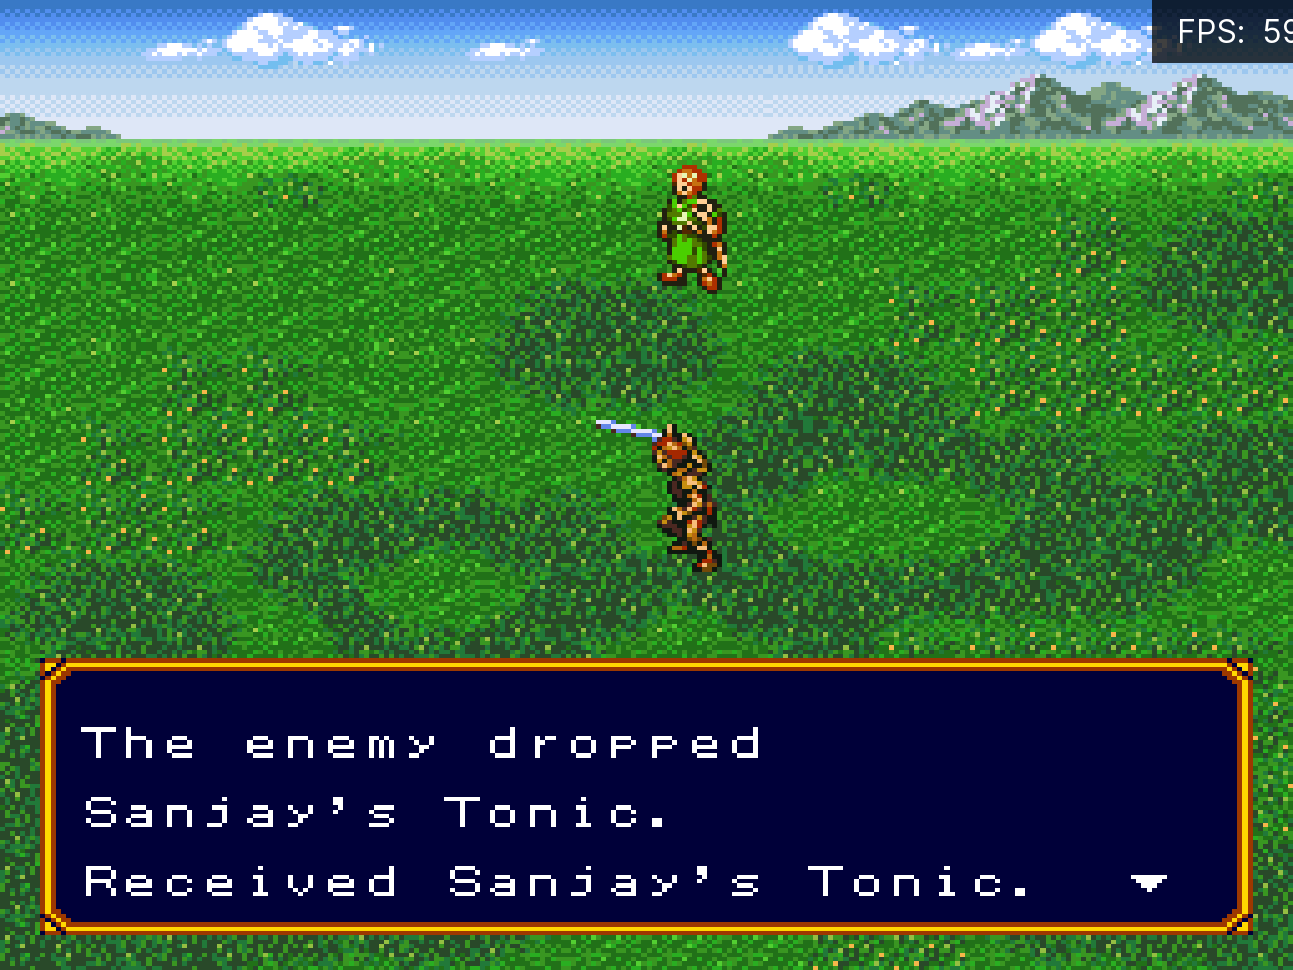 FPS: 59
The enemy dropped
Sanjay's Tonic.
Received Sanjay's Tonic.